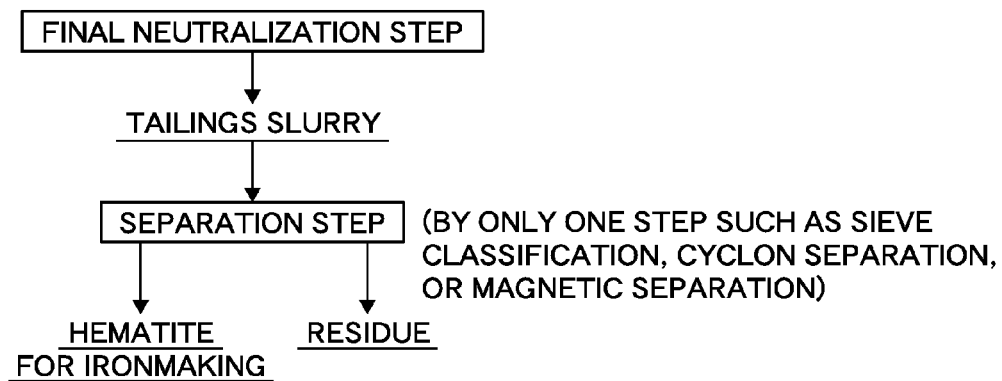 FINAL NEUTRALIZATION STEP
TAILINGS SLURRY
SEPARATION STEP
(BY ONLY ONE STEP SUCH AS SIEVE
CLASSIFICATION, CYCLON SEPARATION,
OR MAGNETIC SEPARATION)
HEMATITE
FOR IRONMAKING
RESIDUE